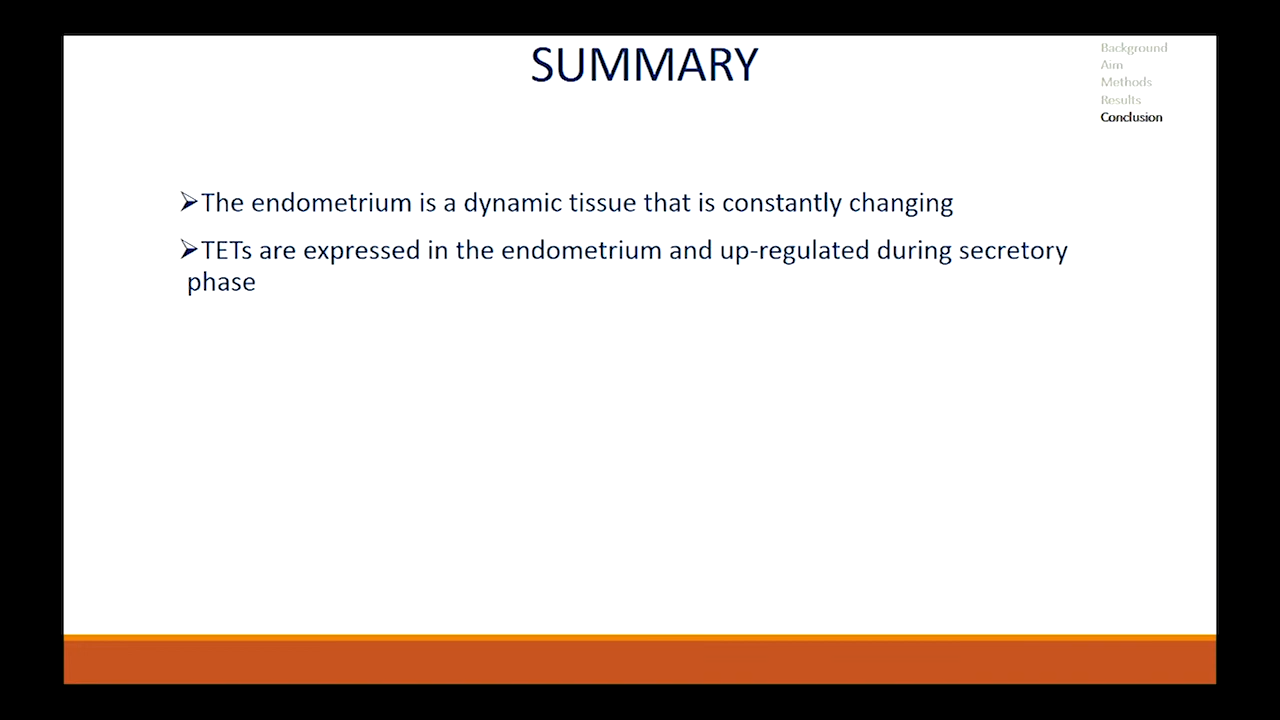 SUMMARY
Background
Aim
Methods
Results
Conclusion
➢The endometrium is a dynamic tissue that is constantly changing
➢TETs are expressed in the endometrium and up-regulated during secretory
phase